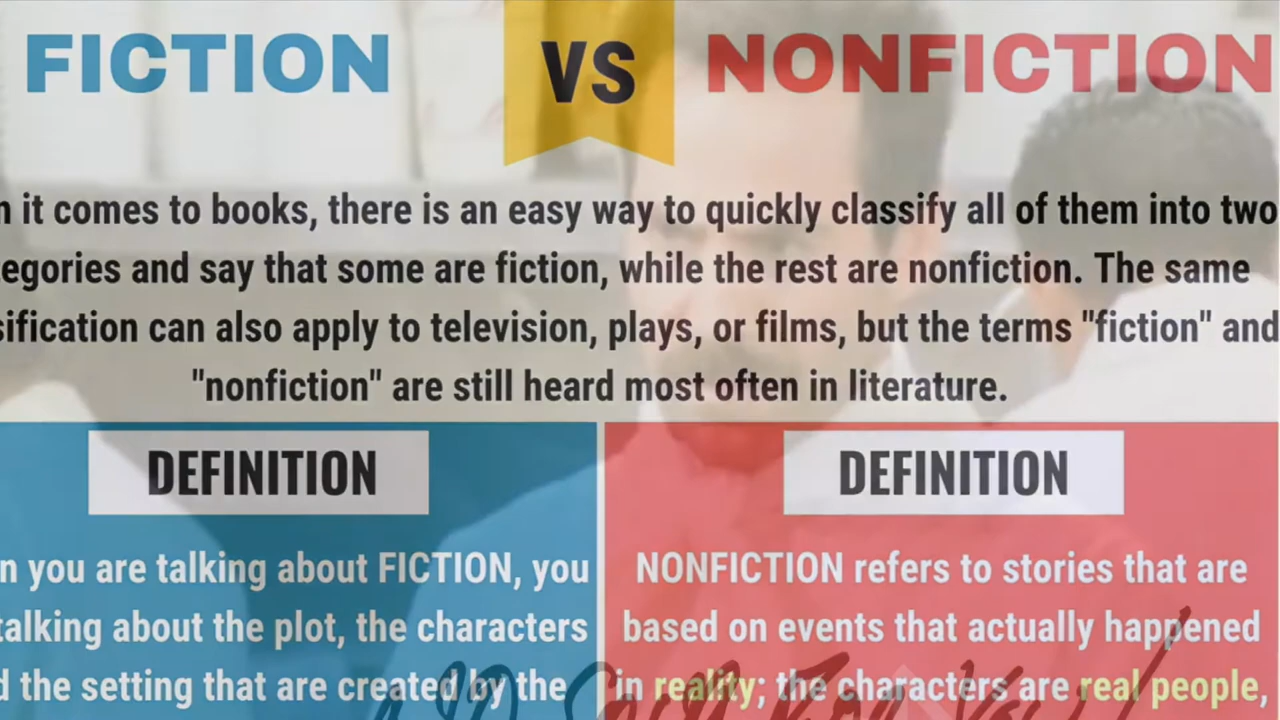 FICTION VS NONFICTION
n it comes to books, there is an easy way to quickly classify all of them into two
egories and say that some are fiction, while the rest are nonfiction. The same
sification can also apply to television, plays, or films, but the terms "fiction" and
"nonfiction" are still heard most often in literature.
DEFINITION
n you are talking about FICTION, you
talking about the plot, the characters
d the setting that are created by the
DEFINITION
NONFICTION refers to stories that are
based on events that actually happened
in reality; the characters are real people,